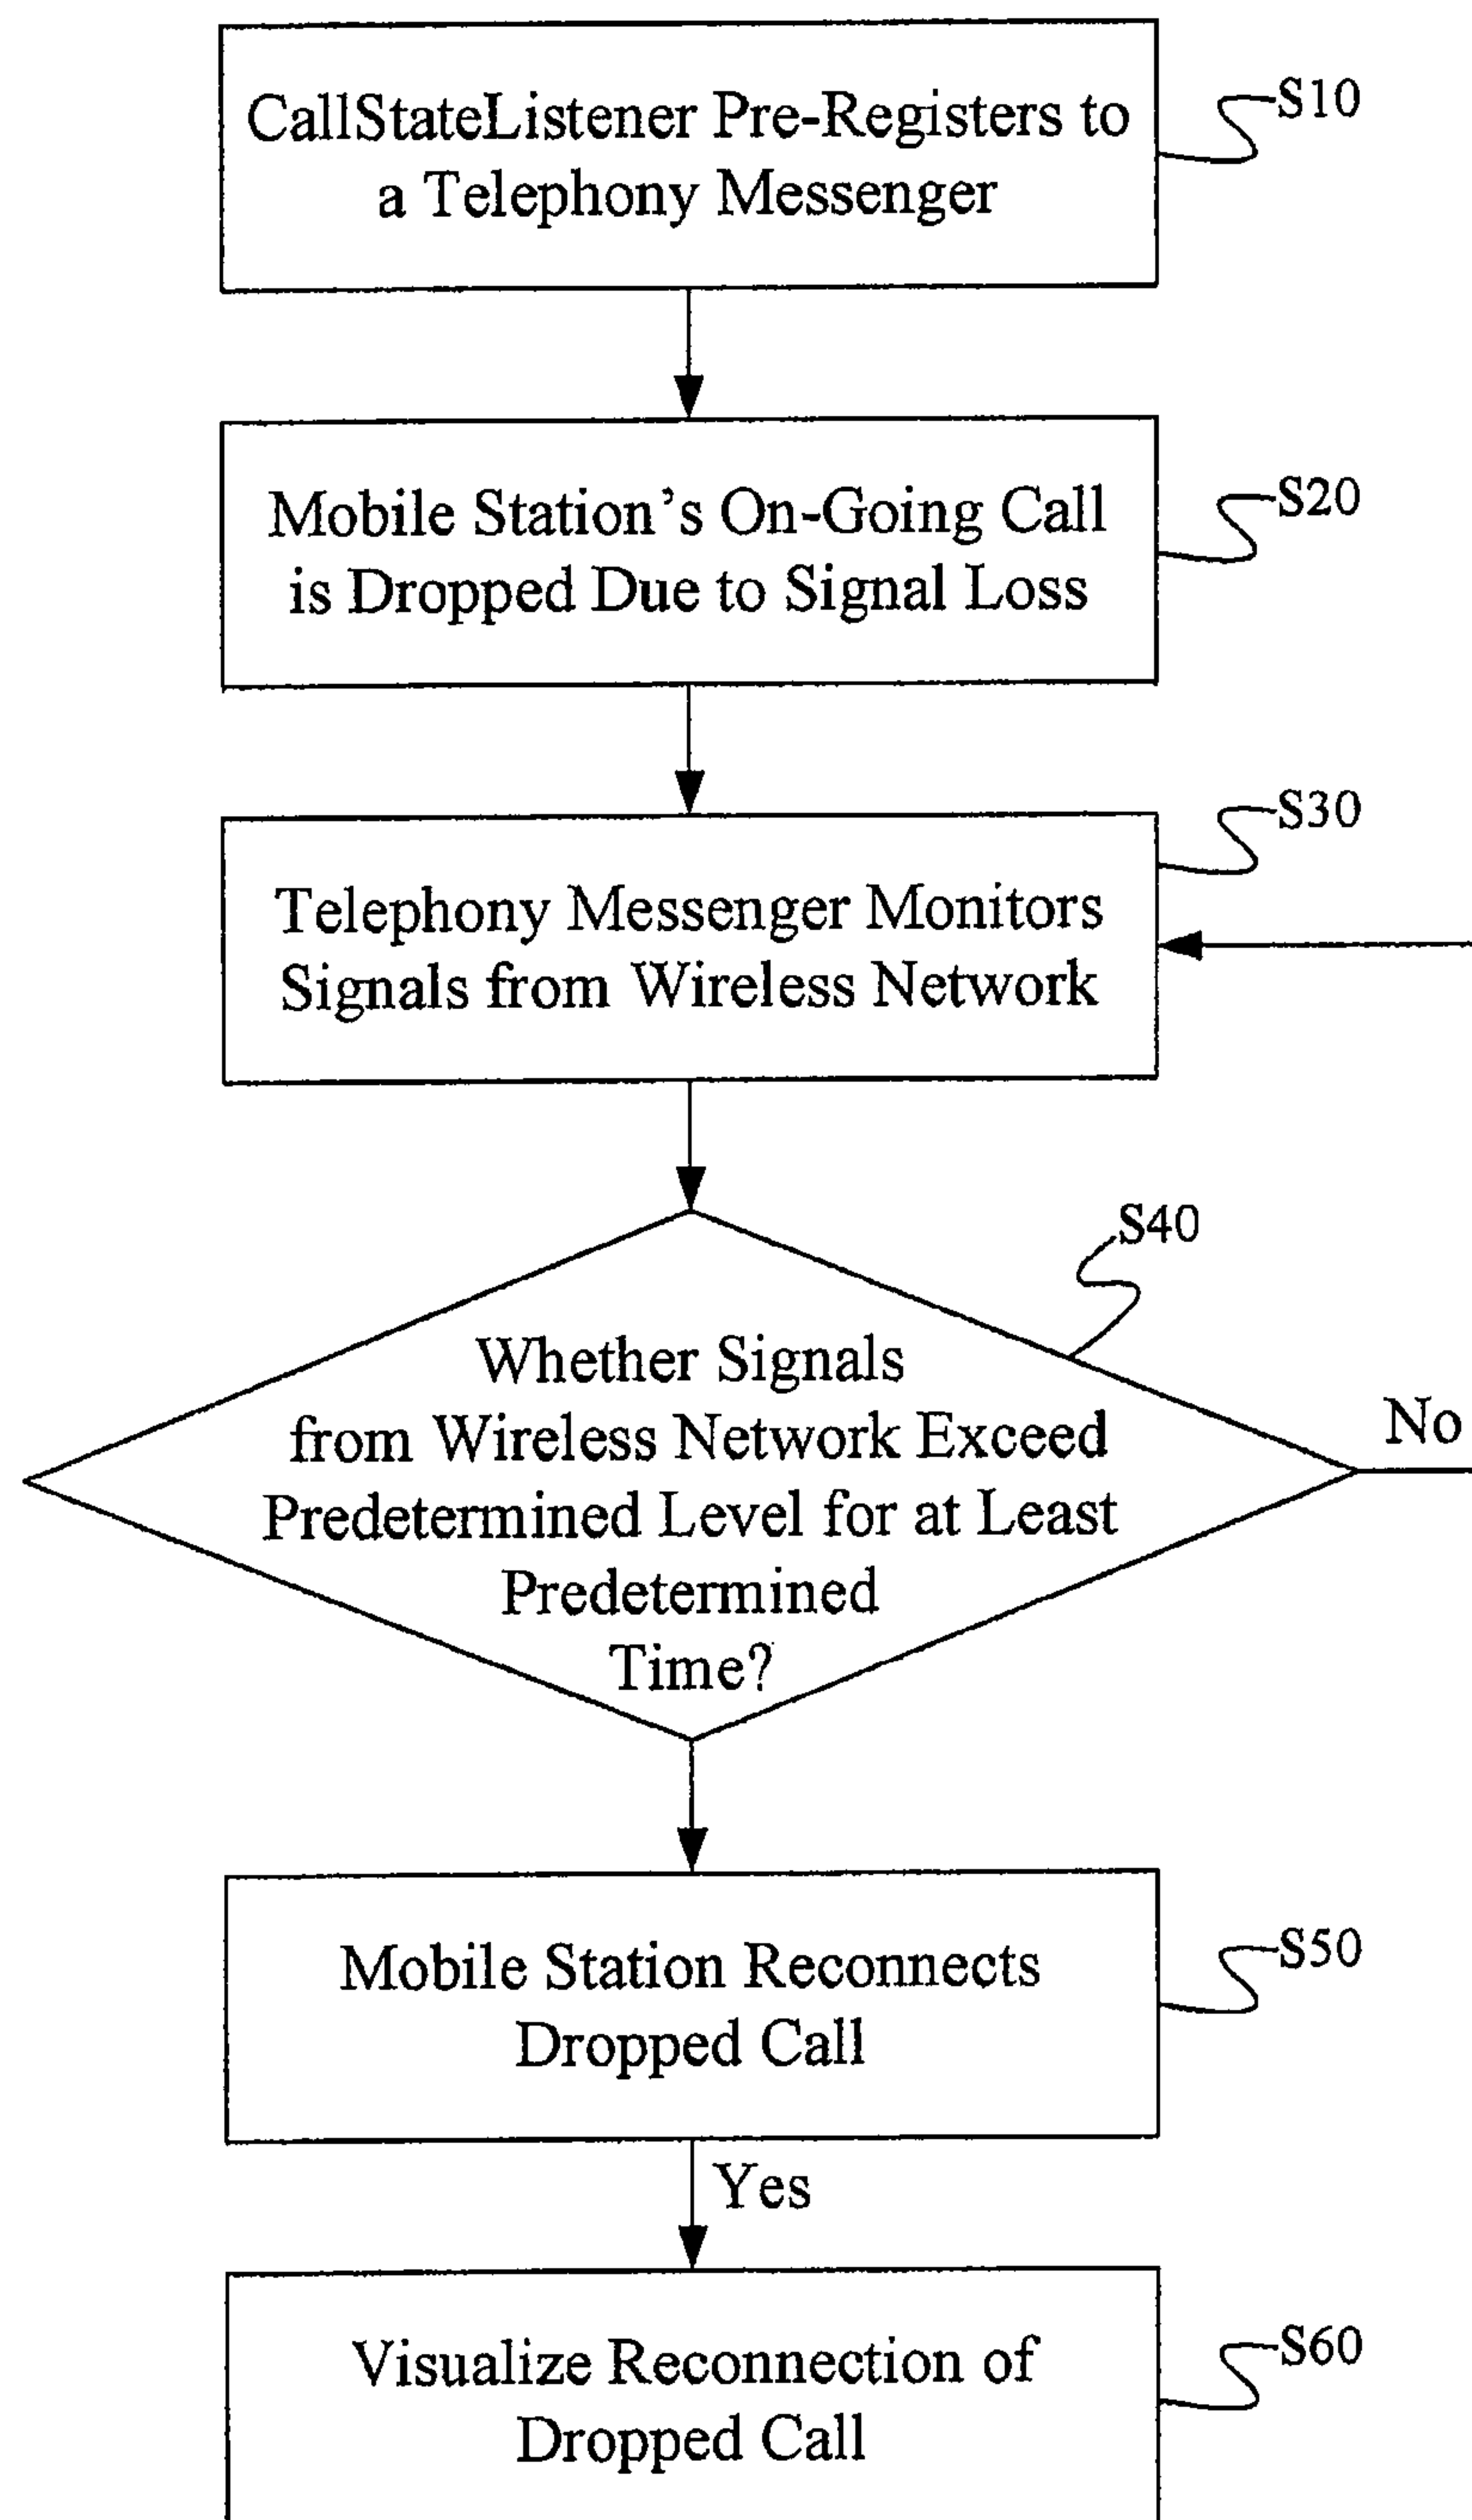 CallStateListener Pre-Registers to
a Telephony Messenger
S10
Mobile Station's On-Going Call
is Dropped Due to Signal Loss
S20
Telephony Messenger Monitors
Signals from Wireless Network
S30
Whether Signals
from Wireless Network Exceed
Predetermined Level for at Least
Predetermined
Time?
S40
No
Mobile Station Reconnects
Dropped Call
S50
Yes
Visualize Reconnection of
Dropped Call
S60